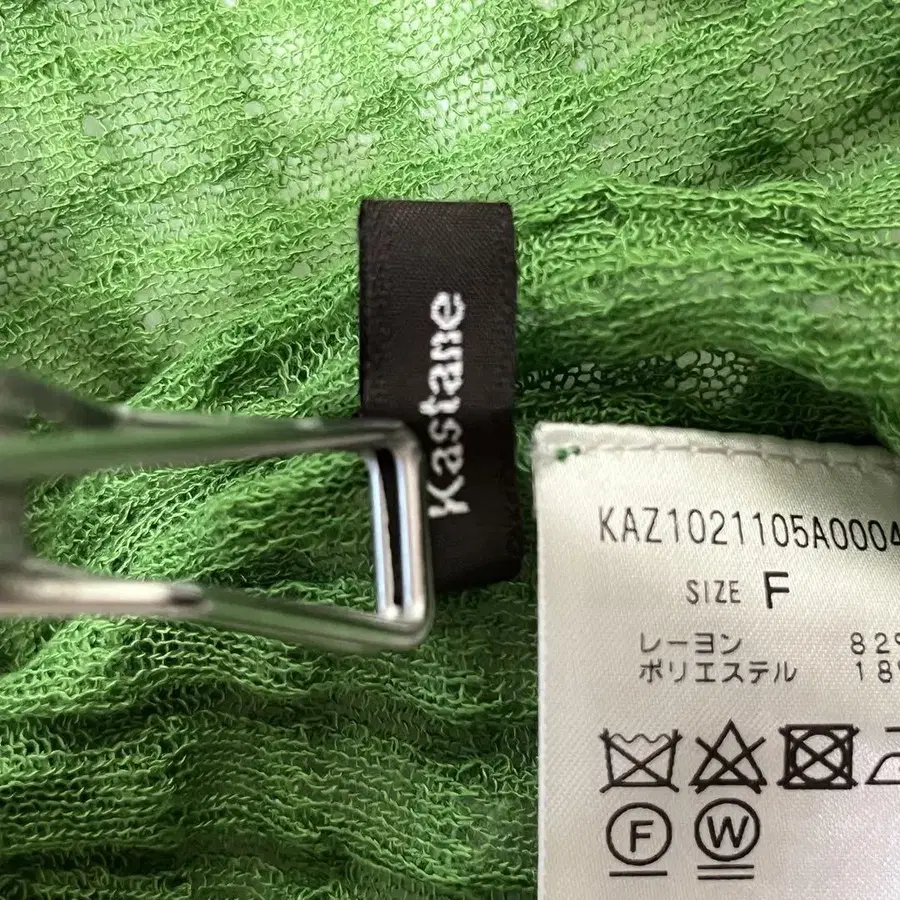 Kastane
KAZ1021105A0004
SIZE F
レーヨン 82%
ポリエステル 18%
F
W